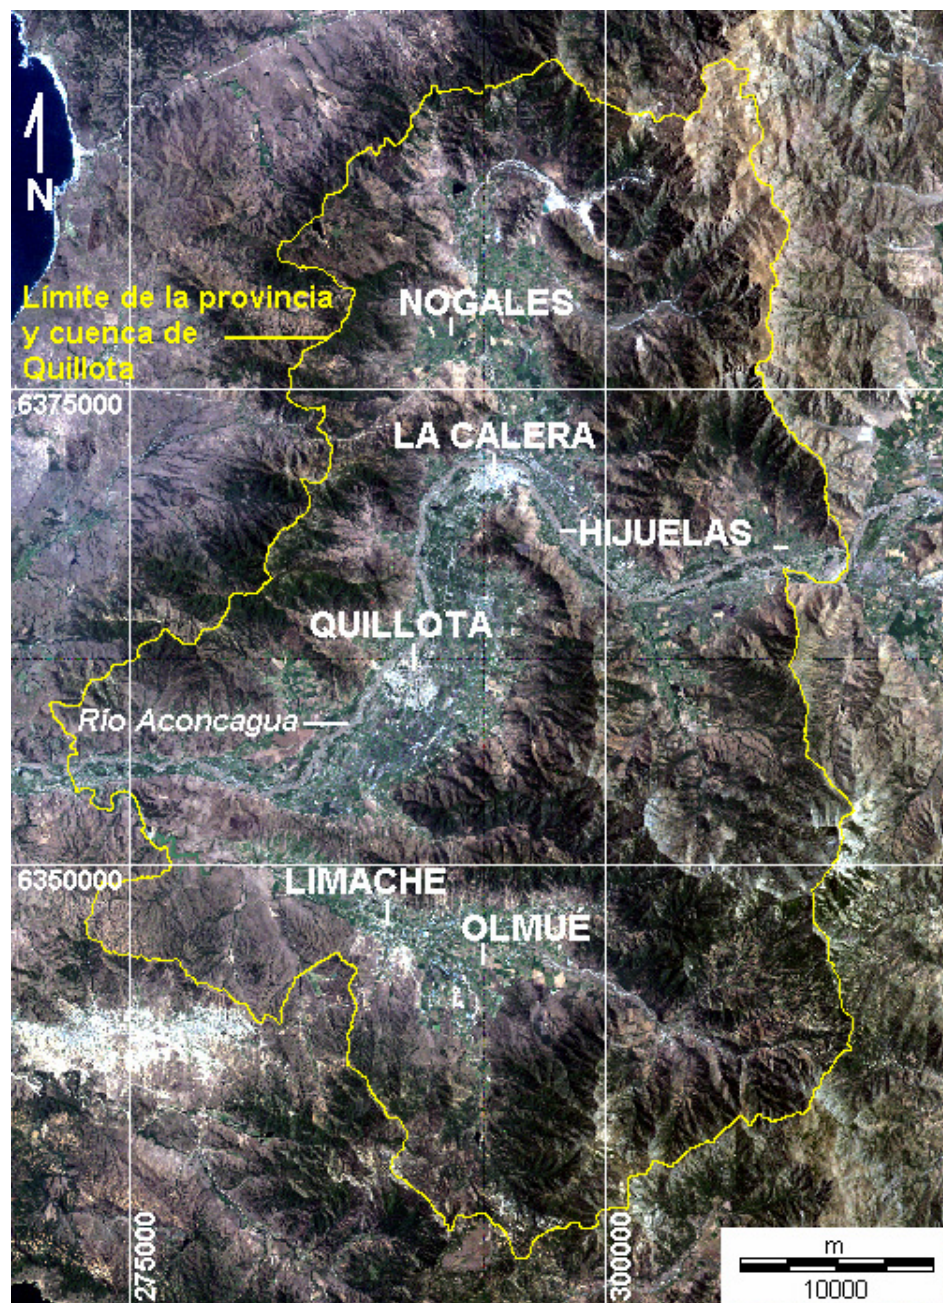 N
NOGALES
Límite de la provincia
y cuenca de
Quillota
6375000
LA CALERA
HIJUELAS
QUILLOTA
Río Aconcagua
6350000
LIMACHE
OLMUE
275000
300000
m
10000